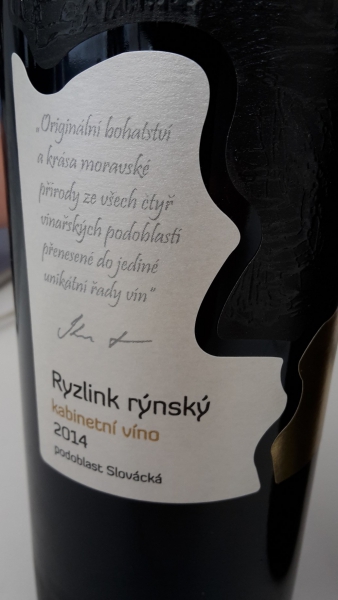 „Originální bohatství
a krása moravské
přírody ze všech čtyř
vinařských podoblastí
přenesené do jediné
unikátní řady vín“
Ryzlink rýnský
kabinetní víno
2014
podoblast Slovácká